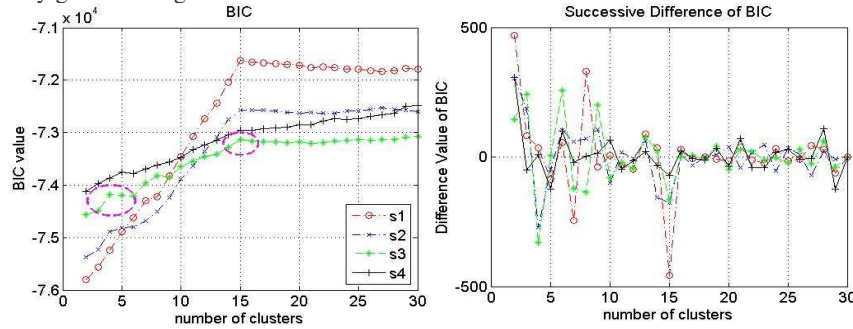 x 10⁴
BIC
-7.1
-7.2
-7.3
-7.4
-7.5
-7.6
BIC value
0 5 10 15 20 25 30
number of clusters
s1
s2
s3
s4
Successive Difference of BIC
500
0
-500
Difference Value of BIC
0 5 10 15 20 25 30
number of clusters